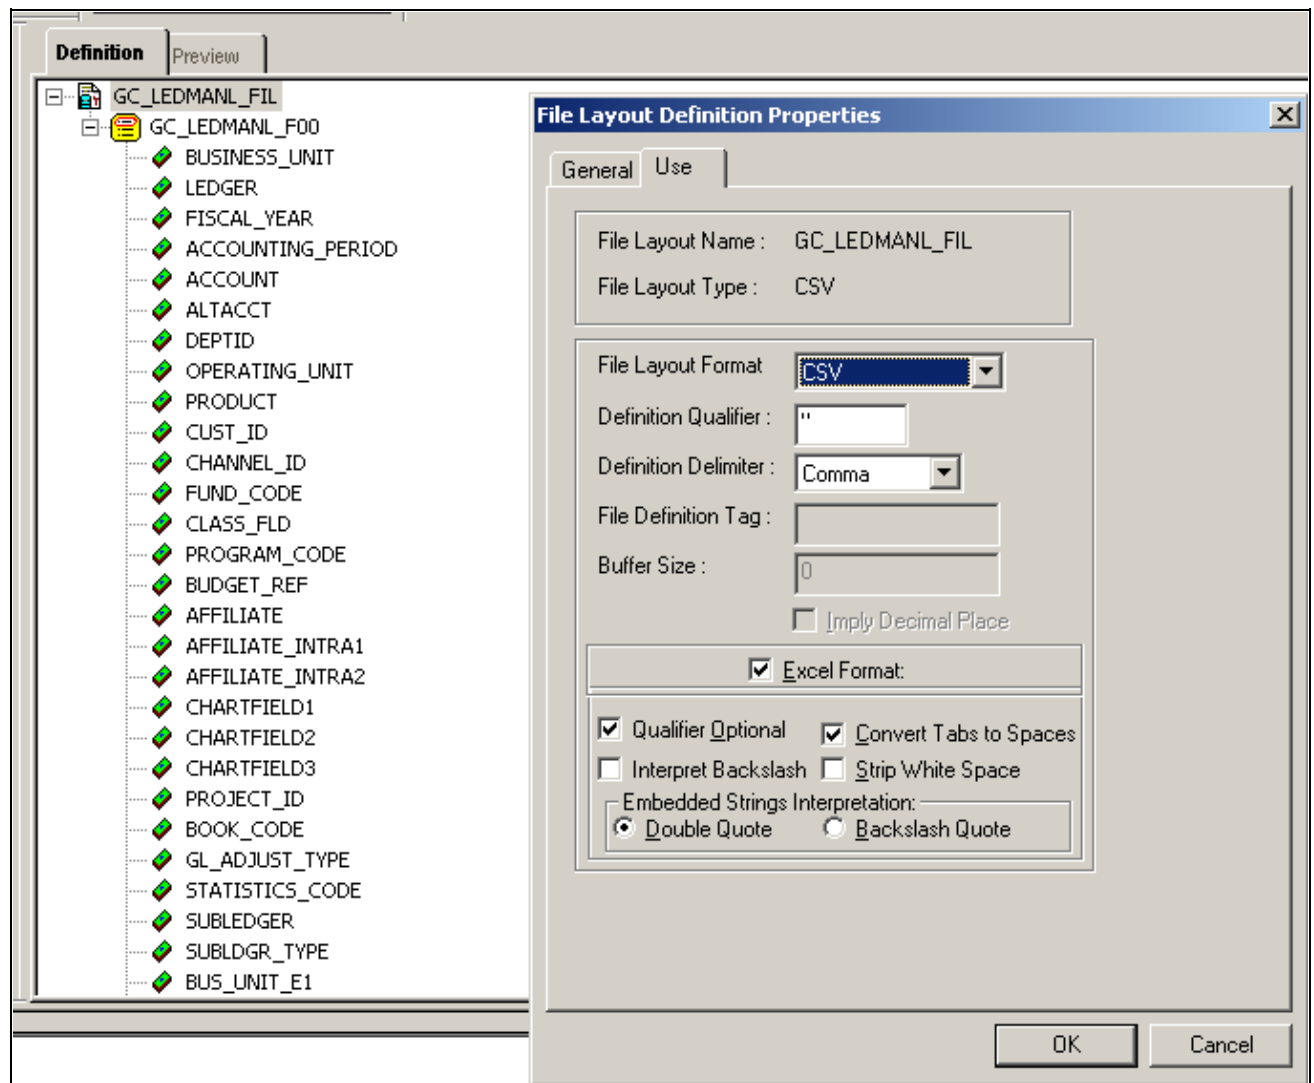 Definition
Preview
GC_LEDMANL_FIL
GC_LEDMANL_F00
BUSINESS_UNIT
LEDGER
FISCAL_YEAR
ACCOUNTING_PERIOD
ACCOUNT
ALTACCT
DEPTID
OPERATING_UNIT
PRODUCT
CUST_ID
CHANNEL_ID
FUND_CODE
CLASS_FLD
PROGRAM_CODE
BUDGET_REF
AFFILIATE
AFFILIATE_INTRA1
AFFILIATE_INTRA2
CHARTFIELD1
CHARTFIELD2
CHARTFIELD3
PROJECT_ID
BOOK_CODE
GL_ADJUST_TYPE
STATISTICS_CODE
SUBLEDGER
SUBLDGR_TYPE
BUS_UNIT_E1
File Layout Definition Properties
General
Use
File Layout Name : GC_LEDMANL_FIL
File Layout Type : CSV
File Layout Format CSV
Definition Qualifier : "
Definition Delimiter : Comma
File Definition Tag :
Buffer Size : 0
Imply Decimal Place
Excel Format:
Qualifier Optional Convert Tabs to Spaces
Interpret Backslash Strip White Space
Embedded Strings Interpretation:
Double Quote Backslash Quote
OK Cancel